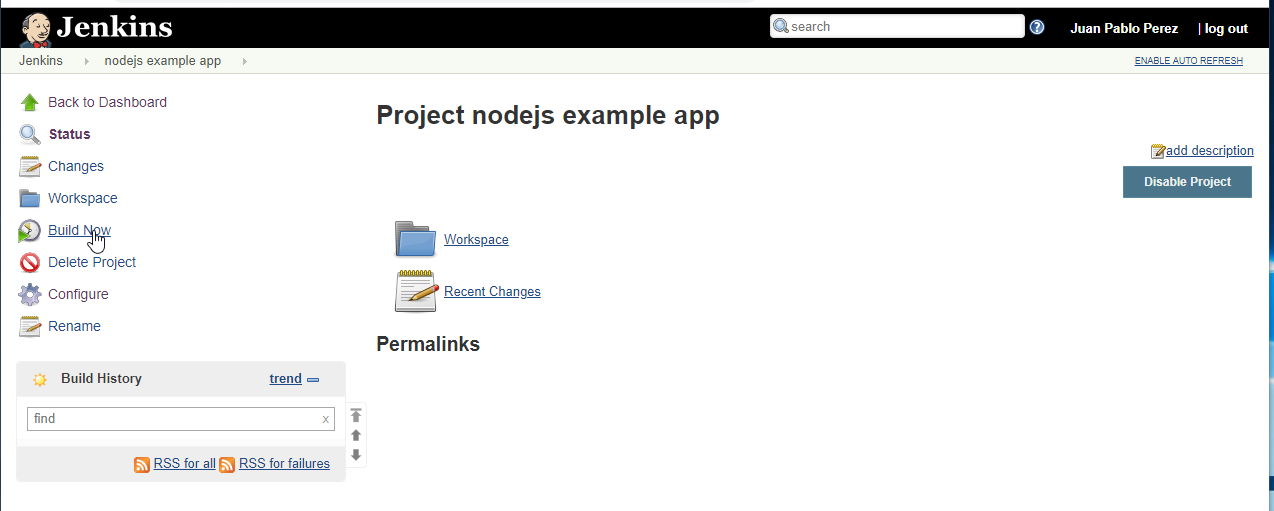 Jenkins
search
?
Juan Pablo Perez | log out
Jenkins nodejs example app
ENABLE AUTO REFRESH
Back to Dashboard
Status
Changes
Workspace
Build Now
Delete Project
Configure
Rename
Build History trend
find x
RSS for all RSS for failures
Project nodejs example app
add description
Disable Project
Workspace
Recent Changes
Permalinks